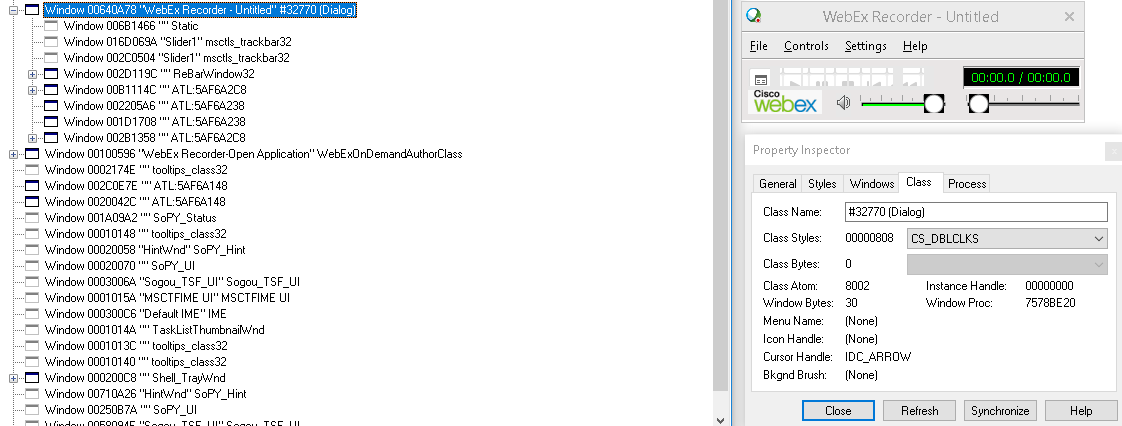 Window 00640A78 "WebEx Recorder - Untitled" #32770 (Dialog)
Window 006B1466 "" Static
Window 016D069A "Slider1" msctls_trackbar32
Window 002C0504 "Slider1" msctls_trackbar32
Window 002D119C "" ReBarWindow32
Window 00B1114C "" ATL:5AF6A2C8
Window 002205A6 "" ATL:5AF6A238
Window 001D1708 "" ATL:5AF6A238
Window 002B1358 "" ATL:5AF6A2C8
Window 00100596 "WebEx Recorder-Open Application" WebExOnDemandAuthorClass
Window 0002174E "" tooltips_class32
Window 002C0E7E "" ATL:5AF6A148
Window 0020042C "" ATL:5AF6A148
Window 001A09A2 "" SoPY_Status
Window 00010148 "" tooltips_class32
Window 00020058 "HintWnd" SoPY_Hint
Window 00020070 "" SoPY_UI
Window 0003006A "Sogou_TSF_UI" Sogou_TSF_UI
Window 0001015A "MSCTFIME UI" MSCTFIME UI
Window 000300C6 "Default IME" IME
Window 0001014A "" TaskListThumbnailWnd
Window 0001013C "" tooltips_class32
Window 00010140 "" tooltips_class32
Window 000200C8 "" Shell_TrayWnd
Window 00710A26 "HintWnd" SoPY_Hint
Window 00250B7A "" SoPY_UI
WebEx Recorder - Untitled
File Controls Settings Help
00:00.0 / 00:00.0
Cisco
webex
Property Inspector
General Styles Windows Class Process
Class Name: #32770 (Dialog)
Class Styles: 00000808 CS_DBLCLKS
Class Bytes: 0
Class Atom: 8002 Instance Handle: 00000000
Window Bytes: 30 Window Proc: 7578BE20
Menu Name: (None)
Icon Handle: (None)
Cursor Handle: IDC_ARROW
Bkgnd Brush: (None)
Close Refresh Synchronize Help